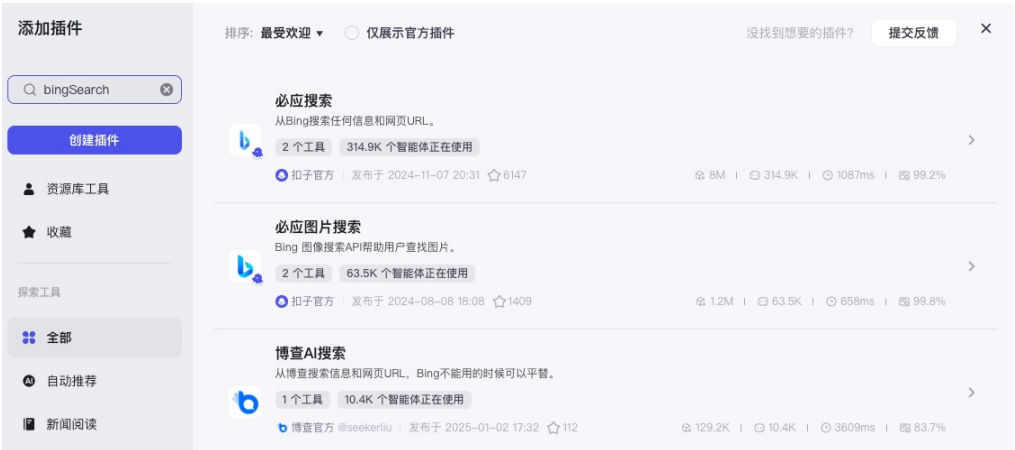 添加插件
bingSearch
创建插件
资源库工具
收藏
探索工具
全部
自动推荐
新闻阅读
排序: 最受欢迎 仅展示官方插件 没找到想要的插件? 提交反馈
必应搜索
从Bing搜索任何信息和网页URL。
2 个工具 314.9K 个智能体正在使用
扣子官方 发布于 2024-11-07 20:31 6147 8M 314.9K 1087ms 99.2%
必应图片搜索
Bing 图像搜索API帮助用户查找图片。
2 个工具 63.5K 个智能体正在使用
扣子官方 发布于 2024-08-08 18:08 1409 1.2M 63.5K 658ms 99.8%
博查AI搜索
从博查搜索信息和网页URL，Bing不能用的时候可以平替。
1 个工具 10.4K 个智能体正在使用
博查官方 @seekerliu 发布于 2025-01-02 17:32 112 129.2K 10.4K 3609ms 83.7%